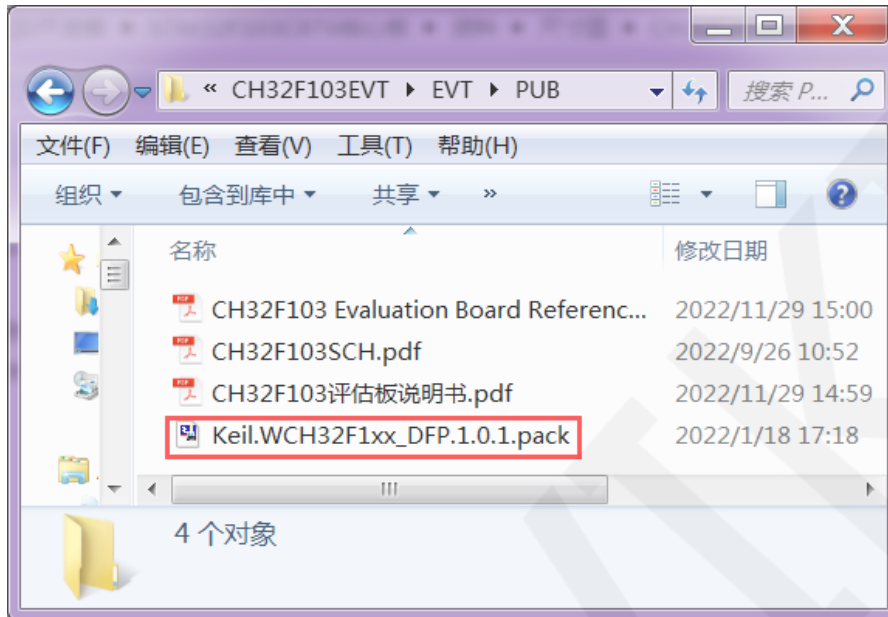 « CH32F103EVT ▸ EVT ▸ PUB
搜索 P...
文件(F) 编辑(E) 查看(V) 工具(T) 帮助(H)
组织 包含到库中 共享 »
名称 修改日期
CH32F103 Evaluation Board Referenc... 2022/11/29 15:00
CH32F103SCH.pdf 2022/9/26 10:52
CH32F103评估板说明书.pdf 2022/11/29 14:59
Keil.WCH32F1xx_DFP.1.0.1.pack 2022/1/18 17:18
4 个对象